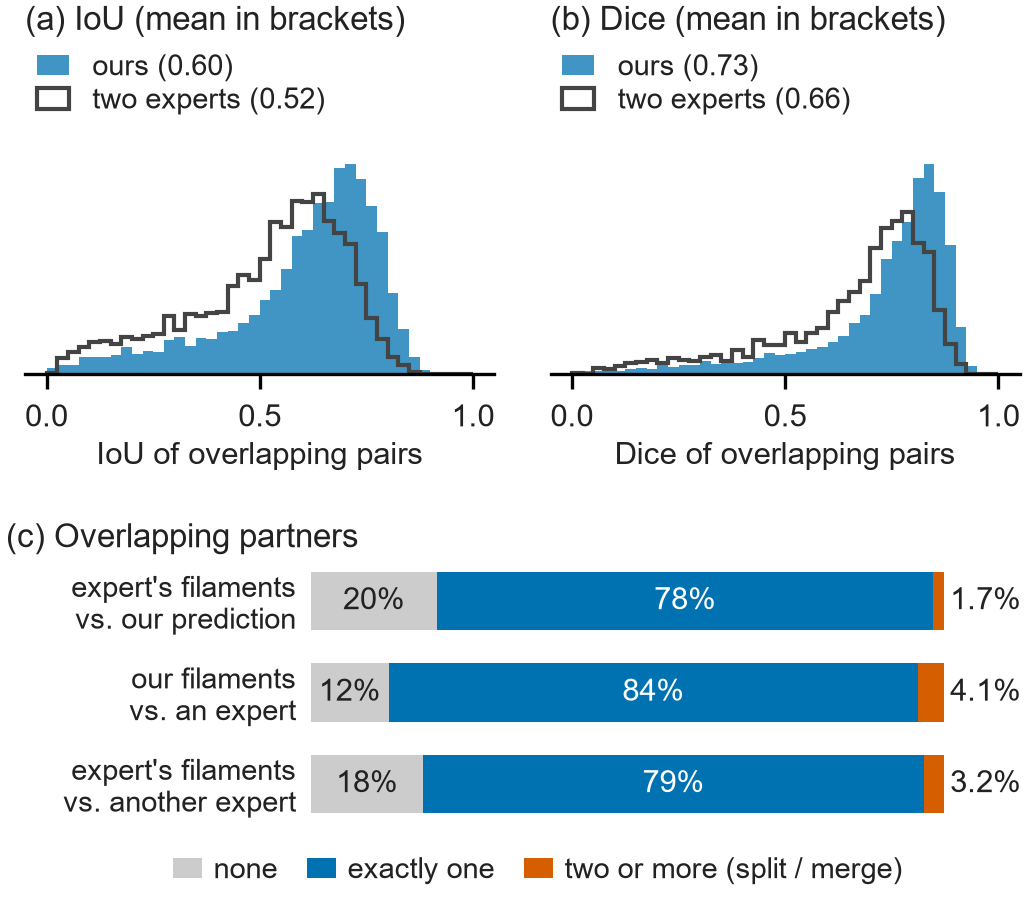 (a) IoU (mean in brackets)
ours (0.60)
two experts (0.52)
0.0 0.5 1.0
IoU of overlapping pairs
(b) Dice (mean in brackets)
ours (0.73)
two experts (0.66)
0.0 0.5 1.0
Dice of overlapping pairs
(c) Overlapping partners
expert's filaments
vs. our prediction
20% 78% 1.7%
our filaments
vs. an expert
12% 84% 4.1%
expert's filaments
vs. another expert
18% 79% 3.2%
none exactly one two or more (split / merge)